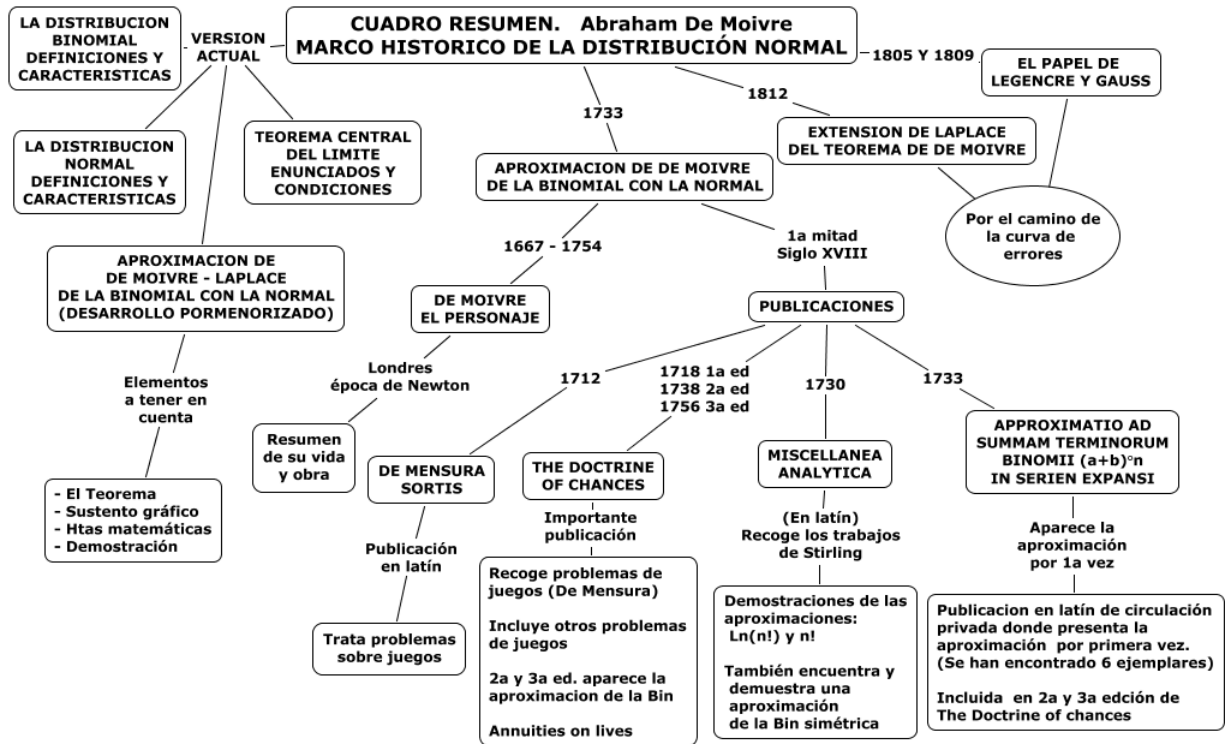 CUADRO RESUMEN.   Abraham De Moivre
MARCO HISTORICO DE LA DISTRIBUCIÓN NORMAL
LA DISTRIBUCION
BINOMIAL
DEFINICIONES Y
CARACTERISTICAS
VERSION
ACTUAL
1805 Y 1809
EL PAPEL DE
LEGENCRE Y GAUSS
1812
1733
LA DISTRIBUCION
NORMAL
DEFINICIONES Y
CARACTERISTICAS
TEOREMA CENTRAL
DEL LIMITE
ENUNCIADOS Y
CONDICIONES
APROXIMACION DE DE MOIVRE
DE LA BINOMIAL CON LA NORMAL
EXTENSION DE LAPLACE
DEL TEOREMA DE DE MOIVRE
Por el camino de
la curva de
errores
APROXIMACION DE
DE MOIVRE - LAPLACE
DE LA BINOMIAL CON LA NORMAL
(DESARROLLO PORMENORIZADO)
1667 - 1754
1a mitad
Siglo XVIII
DE MOIVRE
EL PERSONAJE
PUBLICACIONES
Elementos
a tener en
cuenta
Londres
época de Newton
1712
1718 1a ed
1738 2a ed
1756 3a ed
1730
1733
- El Teorema
- Sustento gráfico
- Htas matemáticas
- Demostración
Resumen
de su vida
y obra
DE MENSURA
SORTIS
THE DOCTRINE
OF CHANCES
MISCELLANEA
ANALYTICA
APPROXIMATIO AD
SUMMAM TERMINORUM
BINOMII (a+b)°n
IN SERIEN EXPANSI
Publicación
en latín
Importante
publicación
(En latín)
Recoge los trabajos
de Stirling
Aparece la
aproximación
por 1a vez
Trata problemas
sobre juegos
Recoge problemas de
juegos (De Mensura)
Incluye otros problemas
de juegos
2a y 3a ed. aparece la
aproximacion de la Bin
Annuities on lives
Demostraciones de las
aproximaciones:
Ln(n!) y n!
También encuentra y
demuestra una
aproximación
de la Bin simétrica
Publicacion en latín de circulación
privada donde presenta la
aproximación  por primera vez.
(Se han encontrado 6 ejemplares)
Incluida  en 2a y 3a edción de
The Doctrine of chances